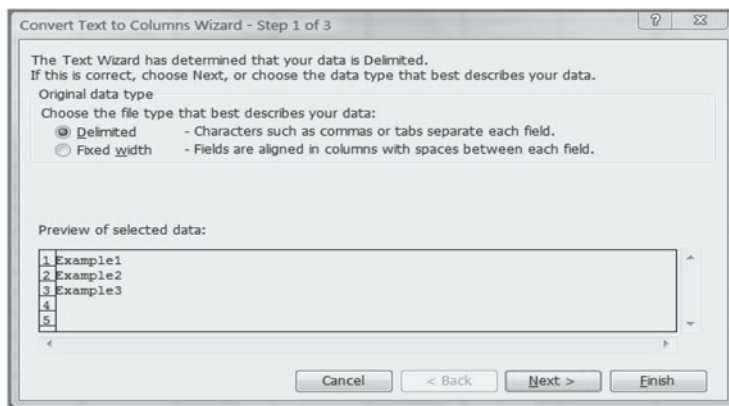 Convert Text to Columns Wizard - Step 1 of 3
The Text Wizard has determined that your data is Delimited.
If this is correct, choose Next, or choose the data type that best describes your data.
Original data type
Choose the file type that best describes your data:
Delimited - Characters such as commas or tabs separate each field.
Fixed width - Fields are aligned in columns with spaces between each field.
Preview of selected data:
1 Example1
2 Example2
3 Example3
4
5
Cancel < Back Next > Finish